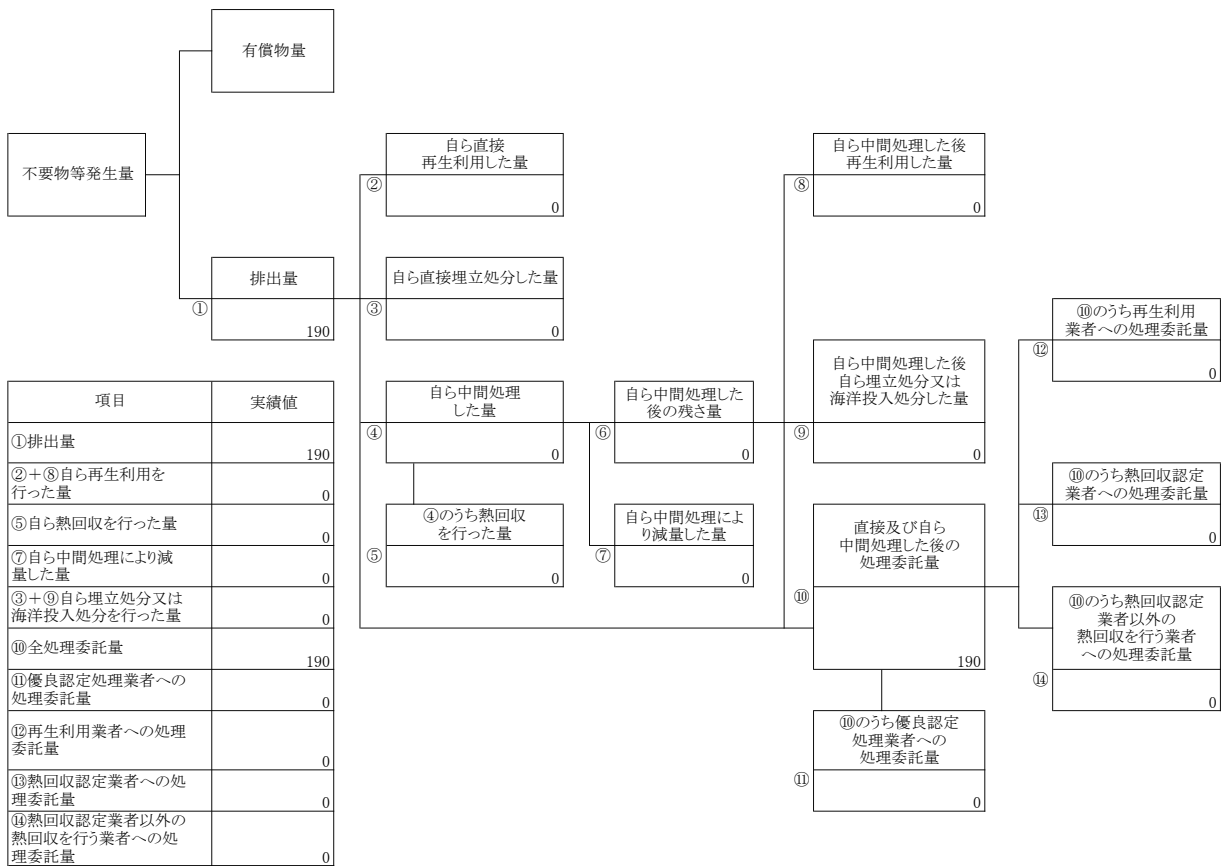 有償物量
不要物等発生量
排出量
①
190
自ら直接
再生利用した量
②
0
自ら直接埋立処分した量
③
0
自ら中間処理
した量
④
0
④のうち熱回収
を行った量
⑤
0
自ら中間処理した
後の残さ量
⑥
0
自ら中間処理によ
り減量した量
⑦
0
自ら中間処理した後
再生利用した量
⑧
0
自ら中間処理した後
自ら埋立処分又は
海洋投入処分した量
⑨
0
直接及び自ら
中間処理した後の
処理委託量
⑩
190
⑩のうち優良認定
処理業者への
処理委託量
⑪
0
⑩のうち再生利用
業者への処理委託量
⑫
0
⑩のうち熱回収認定
業者への処理委託量
⑬
0
⑩のうち熱回収認定
業者以外の
熱回収を行う業者
への処理委託量
⑭
0
項目 実績値
①排出量
190
②+⑧自ら再生利用を
行った量
0
⑤自ら熱回収を行った量
0
⑦自ら中間処理により減
量した量
0
③+⑨自ら埋立処分又は
海洋投入処分を行った量
0
⑩全処理委託量
190
⑪優良認定処理業者への
処理委託量
0
⑫再生利用業者への処理
委託量
0
⑬熱回収認定業者への処
理委託量
0
⑭熱回収認定業者以外の
熱回収を行う業者への処
理委託量
0